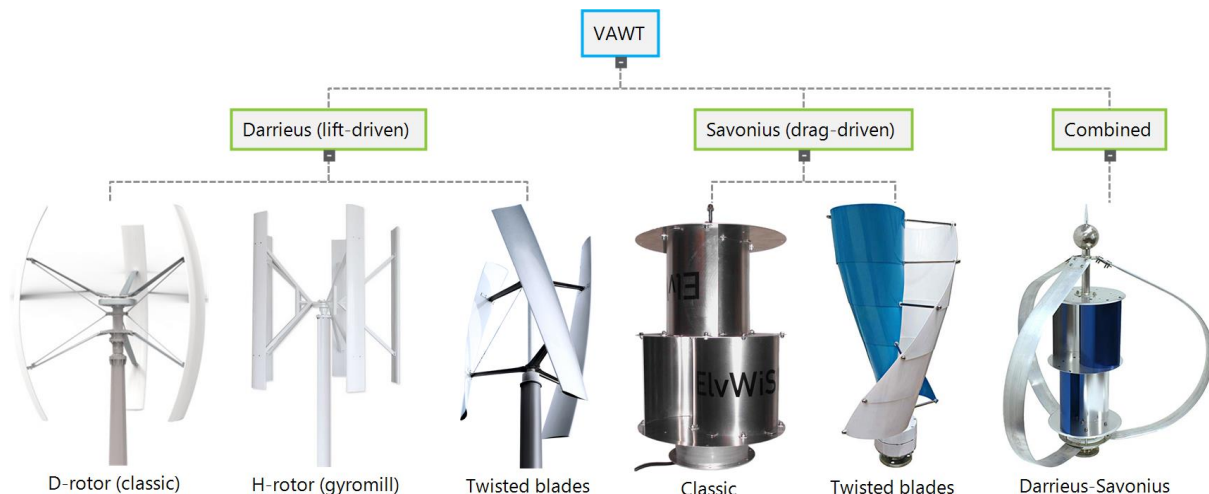 VAWT
Darrieus (lift-driven)
Savonius (drag-driven)
Combined
ElvWiS
D-rotor (classic)
H-rotor (gyromill)
Twisted blades
Classic
Twisted blades
Darrieus-Savonius